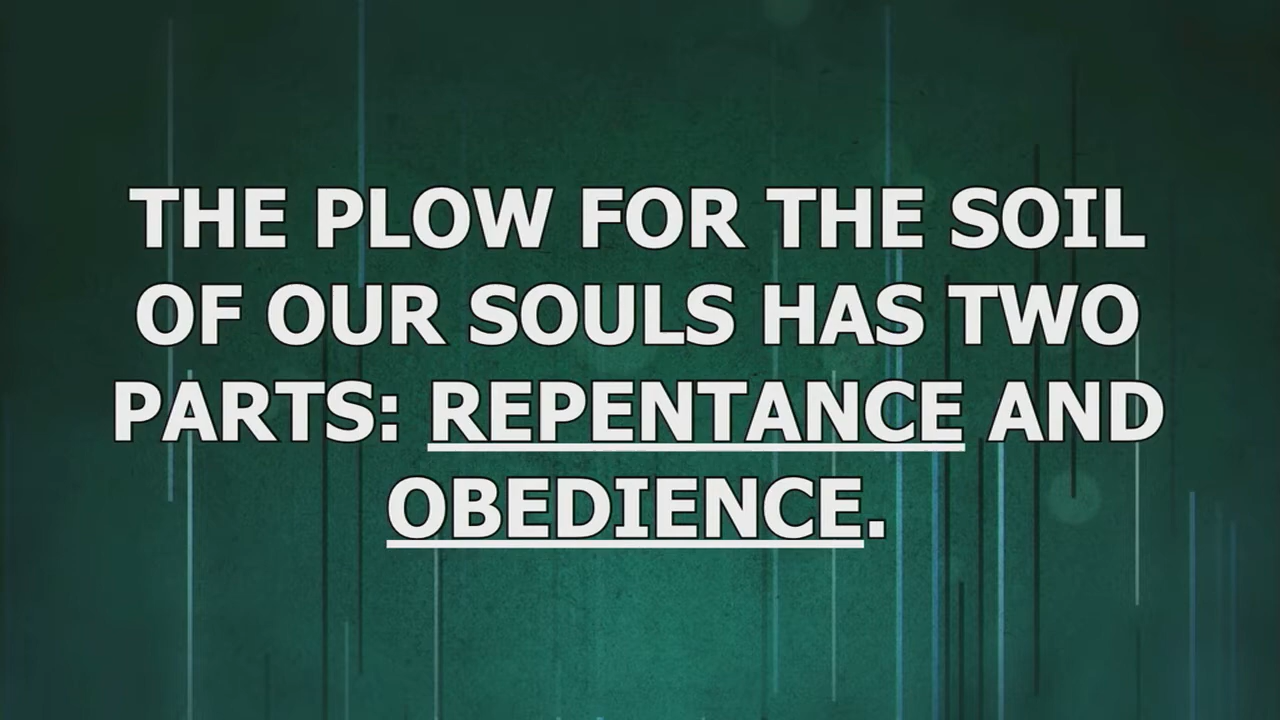 THE PLOW FOR THE SOIL
OF OUR SOULS HAS TWO
PARTS: REPENTANCE AND
OBEDIENCE.